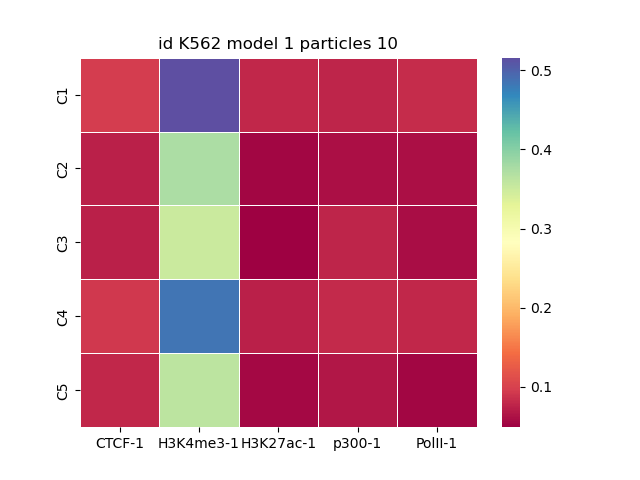 id K562 model 1 particles 10
C1
C2
C3
C4
C5
CTCF-1 H3K4me3-1 H3K27ac-1 p300-1 PolII-1
0.5
0.4
0.3
0.2
0.1